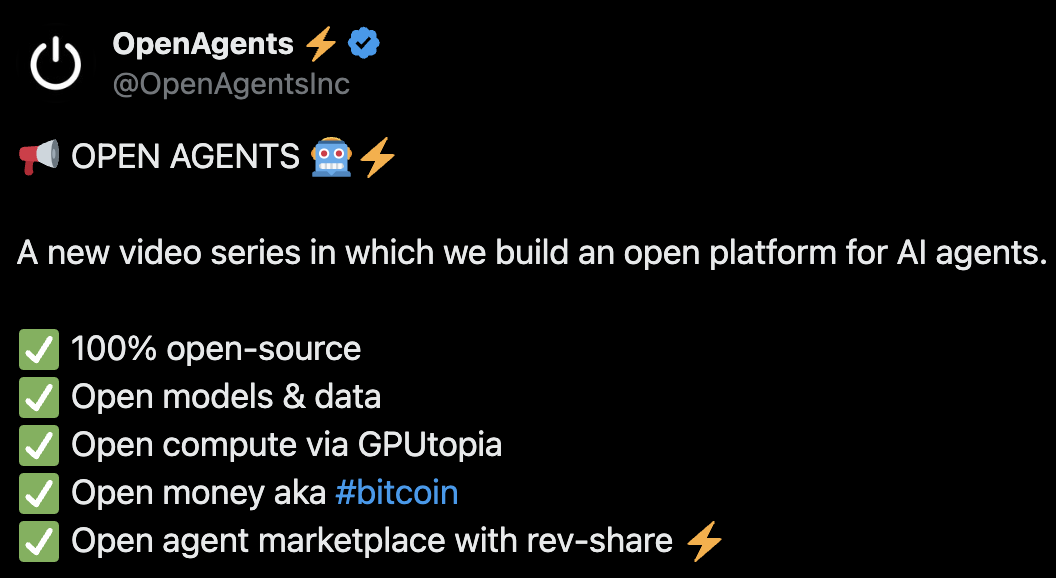 OpenAgents ⚡
@OpenAgentsInc
📢 OPEN AGENTS 🤖⚡
A new video series in which we build an open platform for AI agents.
✅ 100% open-source
✅ Open models & data
✅ Open compute via GPUtopia
✅ Open money aka #bitcoin
✅ Open agent marketplace with rev-share ⚡